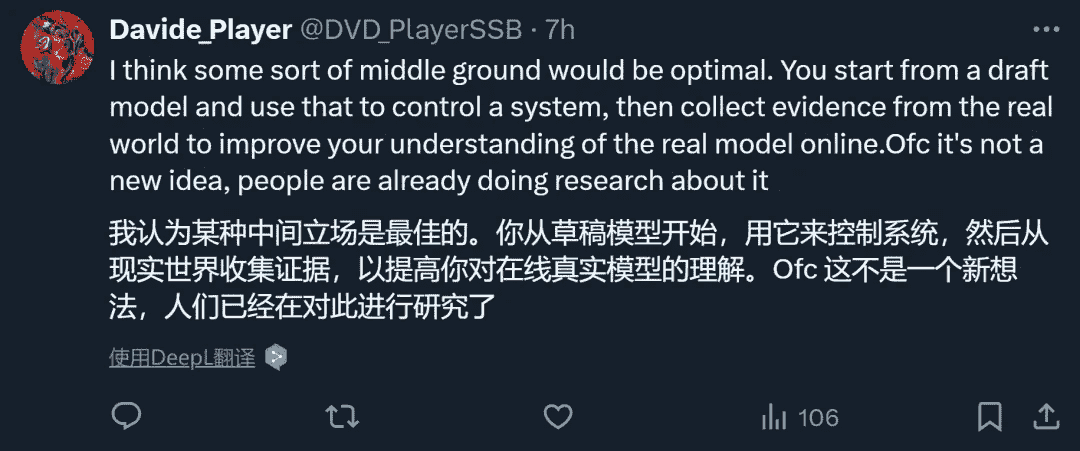 Davide_Player @DVD_PlayerSSB · 7h
I think some sort of middle ground would be optimal. You start from a draft
model and use that to control a system, then collect evidence from the real
world to improve your understanding of the real model online.Ofc it's not a
new idea, people are already doing research about it
我认为某种中间立场是最佳的。你从草稿模型开始，用它来控制系统，然后从
现实世界收集证据，以提高你对在线真实模型的理解。Ofc 这不是一个新想
法，人们已经在对此进行研究了
使用DeepL翻译
106